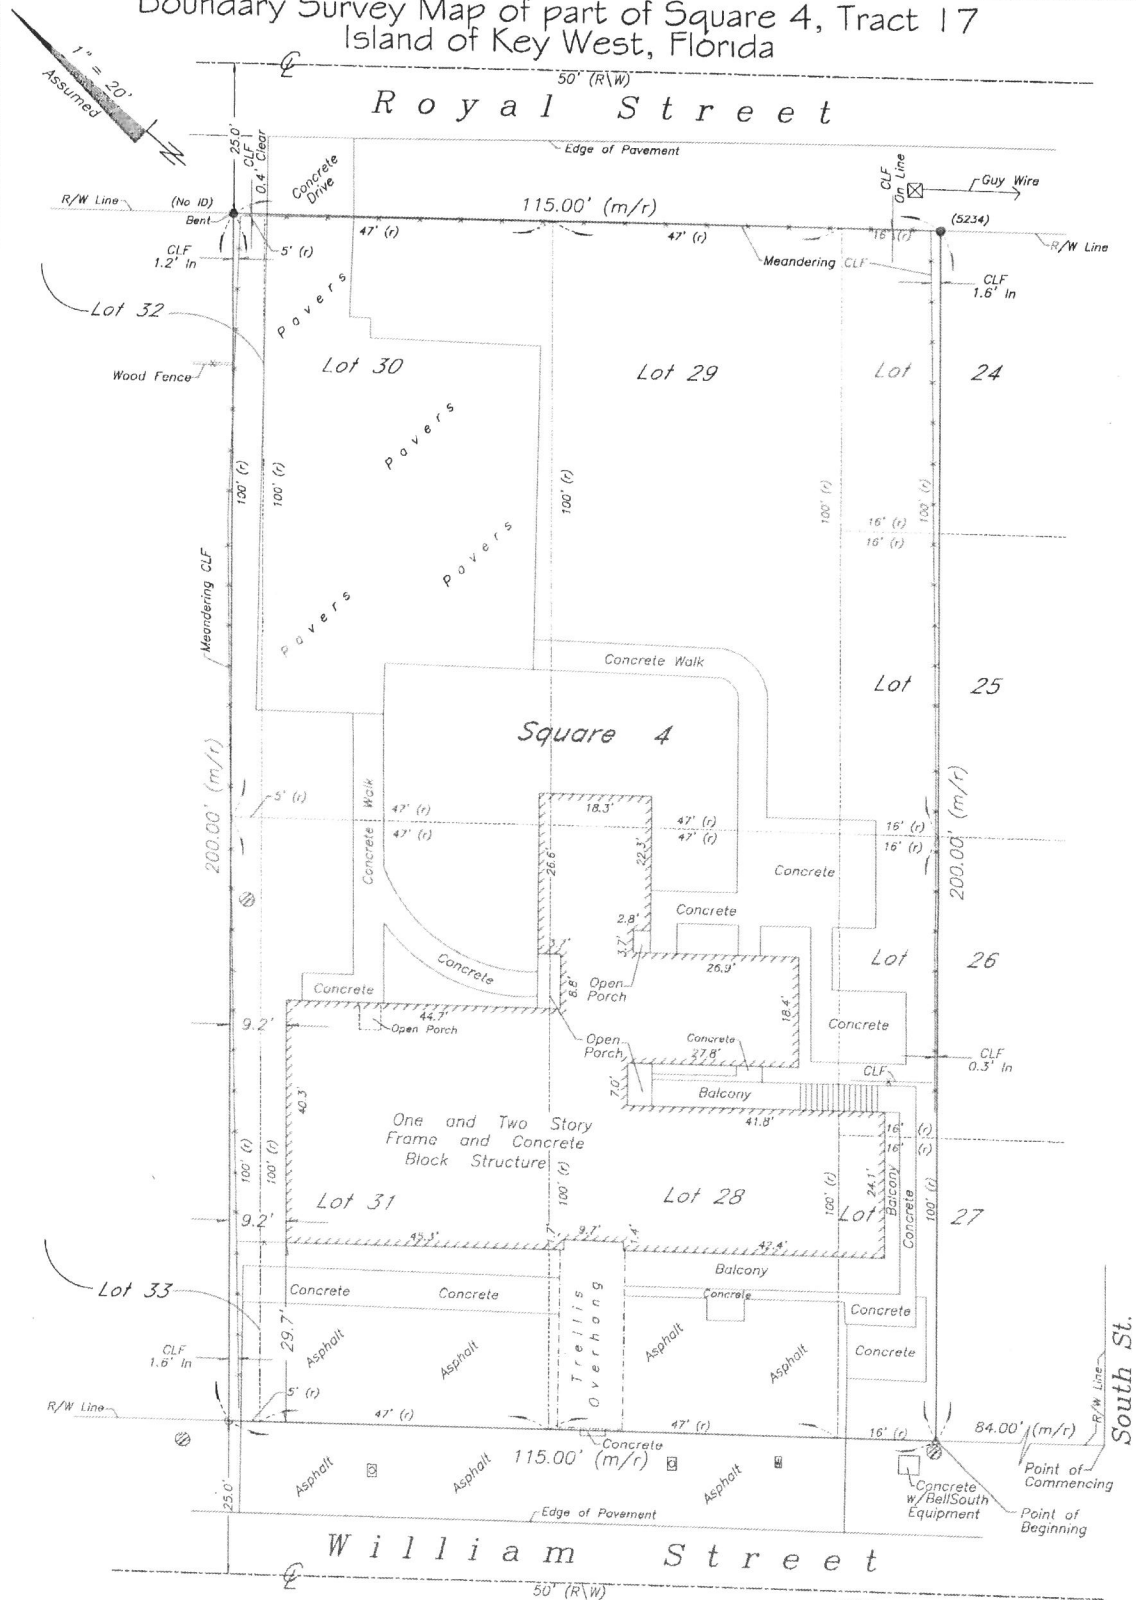 Boundary Survey Map of part of Square 4, Tract 17
Island of Key West, Florida
1" = 20'
Assumed
N
50' (R\W)
Royal Street
25.0'
CLF
0.4' Clear
Concrete
Drive
Edge of Pavement
CLF
On Line
Guy Wire
R/W Line
(No ID)
Bent
115.00' (m/r)
(5234)
R/W Line
47' (r)
47' (r)
16' (r)
CLF
1.2' In
5' (r)
Meandering CLF
CLF
1.6' In
Lot 32
Pavers
Wood Fence
Lot 30
Lot 29
Lot 24
Pavers
100' (r)
100' (r)
100' (r)
100' (r)
100' (r)
16' (r)
16' (r)
Pavers
Pavers
Meandering CLF
Concrete Walk
Lot 25
Square 4
200.00' (m/r)
200.00' (m/r)
5' (r)
Concrete Walk
47' (r)
47' (r)
18.3'
47' (r)
47' (r)
16' (r)
16' (r)
26.6'
22.3'
Concrete
2.8'
Concrete
3.7'
26.9'
Lot 26
Concrete
8.8'
Open
Porch
18.4'
Concrete
44.7'
Open Porch
9.2'
Open
Porch
Concrete
27.8'
Concrete
CLF
0.3' In
CLF
7.0'
Balcony
40.3'
41.8'
One and Two Story
Frame and Concrete
Block Structure
16' (r)
16' (r)
100' (r)
100' (r)
100' (r)
100' (r)
100' (r)
24.1'
Balcony
Concrete
Lot 31
Lot 28
Lot 27
9.2'
45.3'
9.7'
1.4'
42.4'
Balcony
Lot 33
Concrete
Concrete
Concrete
Concrete
29.7'
Asphalt
Asphalt
Trellis
Overhang
Asphalt
Asphalt
Concrete
CLF
1.6' In
5' (r)
R/W Line
47' (r)
47' (r)
16' (r)
84.00' (m/r)
R/W Line
South St.
115.00' (m/r)
Concrete
25.0'
Asphalt
Asphalt
Asphalt
Concrete
w/BellSouth
Equipment
Point of
Commencing
Point of
Beginning
Edge of Pavement
William Street
50' (R\W)